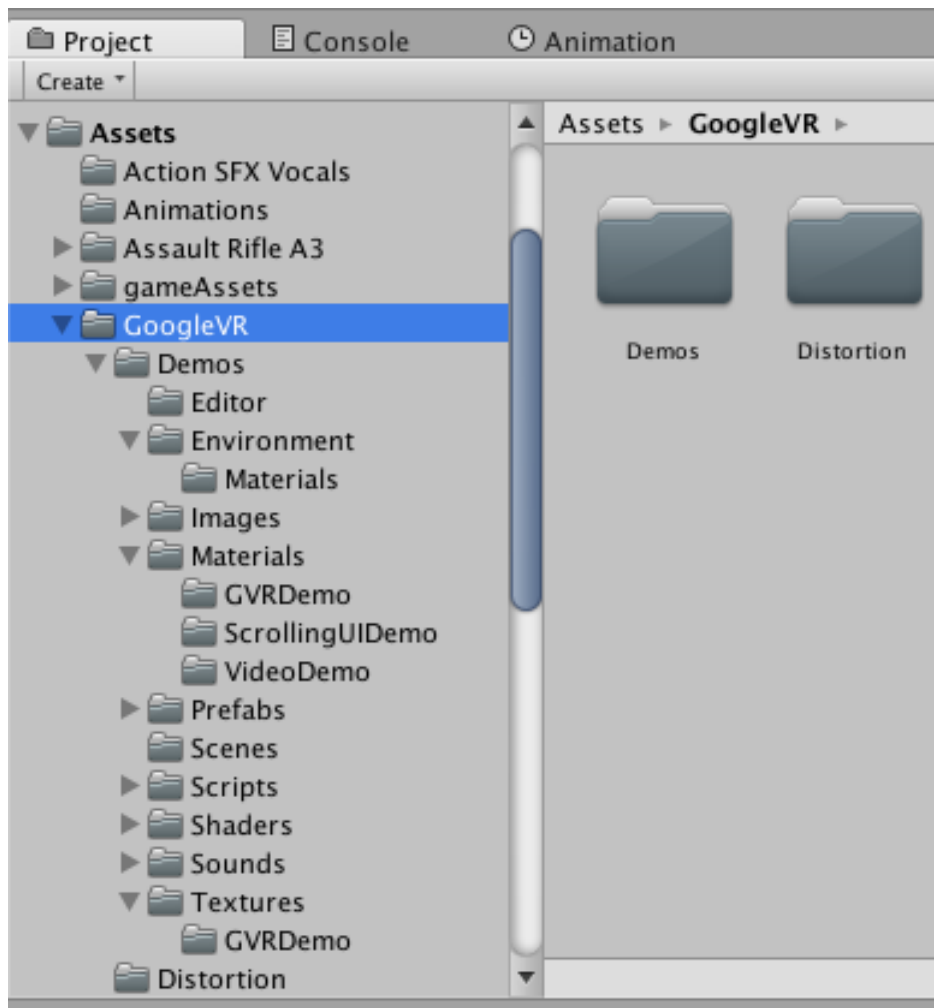 Project Console Animation
Create
Assets
Action SFX Vocals
Animations
Assault Rifle A3
gameAssets
GoogleVR
Demos
Editor
Environment
Materials
Images
Materials
GVRDemo
ScrollingUIDemo
VideoDemo
Prefabs
Scenes
Scripts
Shaders
Sounds
Textures
GVRDemo
Distortion
Assets GoogleVR
Demos Distortion